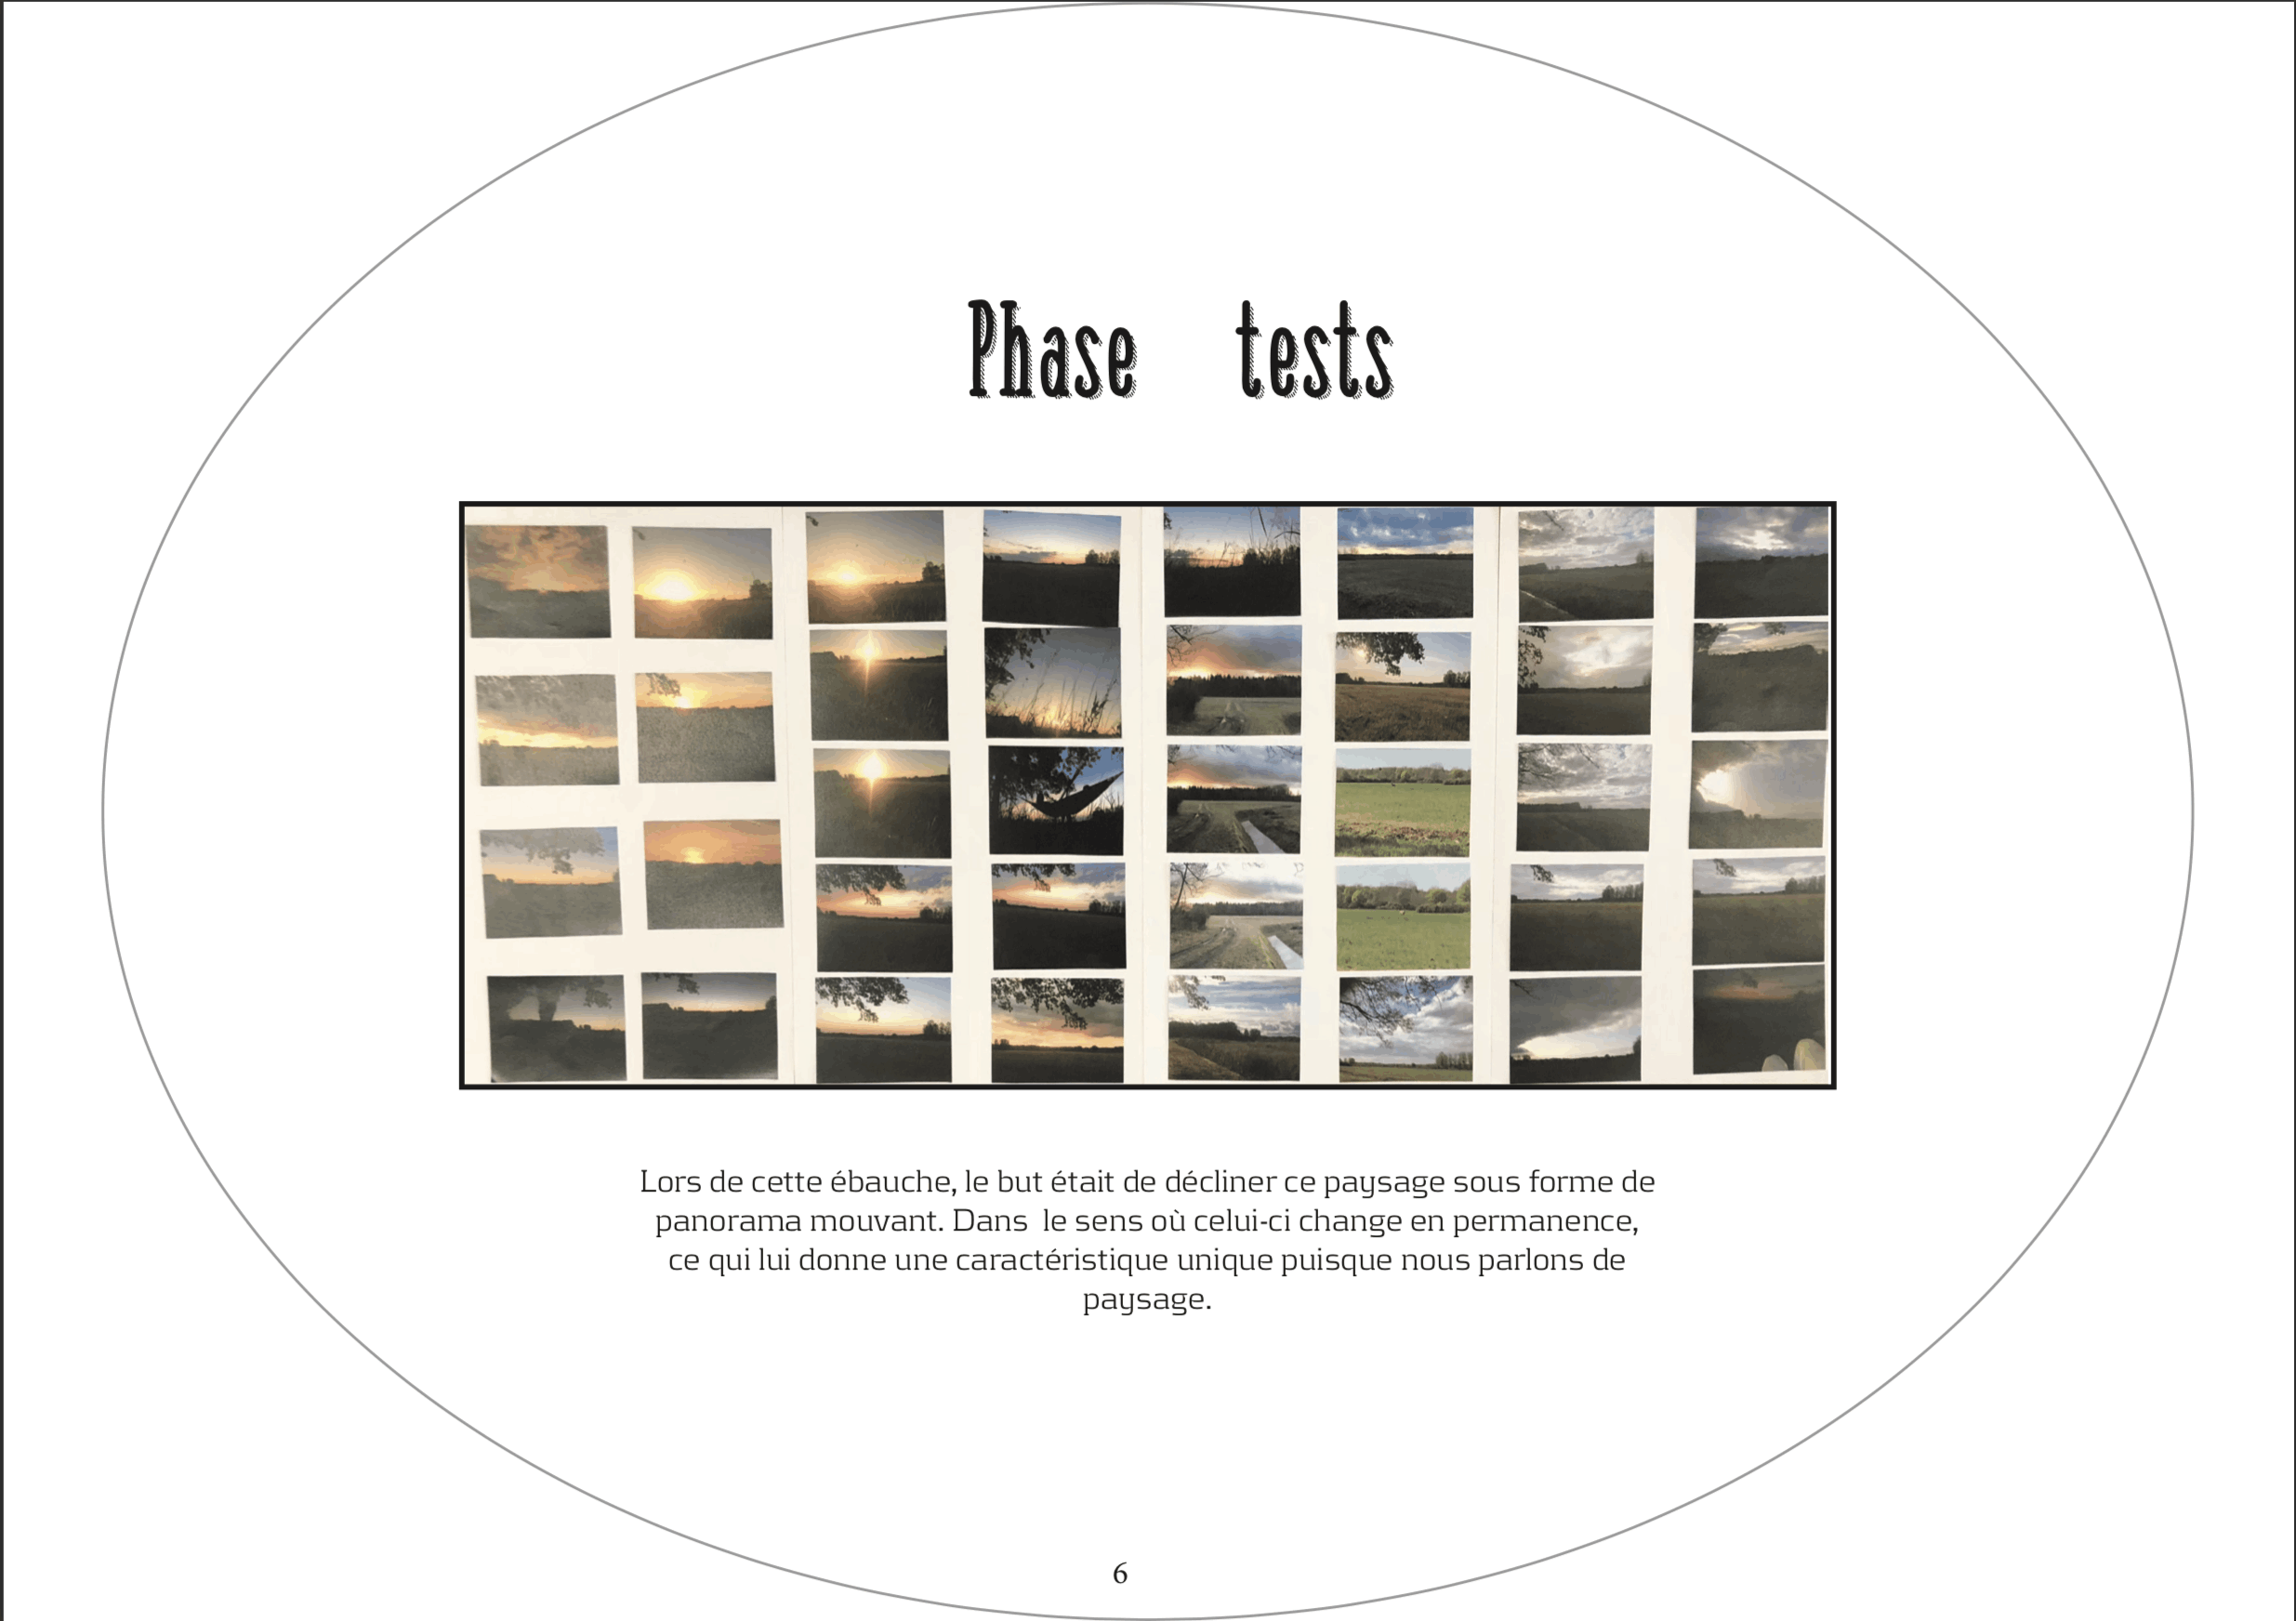 Phase tests
Lors de cette ébauche, le but était de décliner ce paysage sous forme de
panorama mouvant. Dans le sens où celui-ci change en permanence,
ce qui lui donne une caractéristique unique puisque nous parlons de
paysage.
6